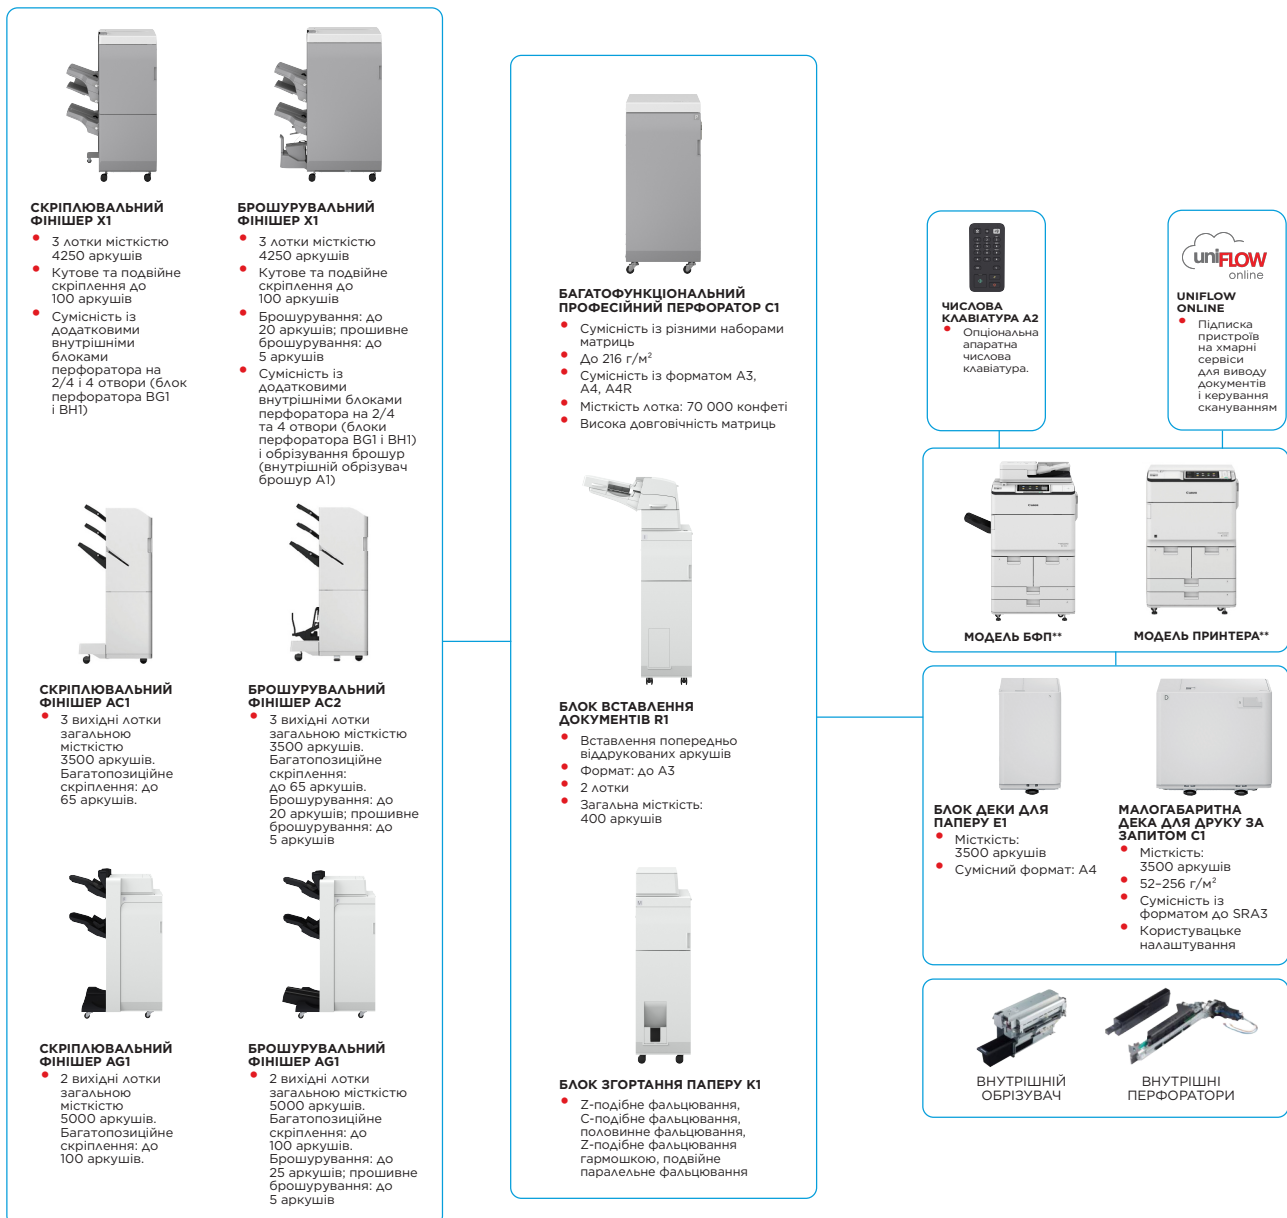 СКРІПЛЮВАЛЬНИЙ
ФІНІШЕР X1
3 лотки місткістю
4250 аркушів
Кутове та подвійне
скріплення до
100 аркушів
Сумісність із
додатковими
внутрішніми
блоками
перфоратора на
2/4 і 4 отвори (блок
перфоратора BG1
і BH1)
БРОШУРУВАЛЬНИЙ
ФІНІШЕР X1
3 лотки місткістю
4250 аркушів
Кутове та подвійне
скріплення до
100 аркушів
Брошурування: до
20 аркушів; прошивне
брошурування: до
5 аркушів
Сумісність із
додатковими
внутрішніми блоками
перфоратора на 2/4
та 4 отвори (блоки
перфоратора BG1 і BH1)
і обрізування брошур
(внутрішній обрізувач
брошур A1)
СКРІПЛЮВАЛЬНИЙ
ФІНІШЕР AC1
3 вихідні лотки
загальною
місткістю
3500 аркушів.
Багатопозиційне
скріплення: до
65 аркушів.
БРОШУРУВАЛЬНИЙ
ФІНІШЕР AC2
3 вихідні лотки
загальною місткістю
3500 аркушів.
Багатопозиційне
скріплення:
до 65 аркушів.
Брошурування: до
20 аркушів; прошивне
брошурування: до
5 аркушів
СКРІПЛЮВАЛЬНИЙ
ФІНІШЕР AG1
2 вихідні лотки
загальною
місткістю
5000 аркушів.
Багатопозиційне
скріплення: до
100 аркушів.
БРОШУРУВАЛЬНИЙ
ФІНІШЕР AG1
2 вихідні лотки
загальною місткістю
5000 аркушів.
Багатопозиційне
скріплення: до
100 аркушів.
Брошурування: до
25 аркушів; прошивне
брошурування: до
5 аркушів
БАГАТОФУНКЦІОНАЛЬНИЙ
ПРОФЕСІЙНИЙ ПЕРФОРАТОР C1
Сумісність із різними наборами
матриць
До 216 г/м²
Сумісність із форматом A3,
A4, A4R
Місткість лотка: 70 000 конфеті
Висока довговічність матриць
БЛОК ВСТАВЛЕННЯ
ДОКУМЕНТІВ R1
Вставлення попередньо
віддрукованих аркушів
Формат: до A3
2 лотки
Загальна місткість:
400 аркушів
БЛОК ЗГОРТАННЯ ПАПЕРУ K1
Z-подібне фальцювання,
C-подібне фальцювання,
половинне фальцювання,
Z-подібне фальцювання
гармошкою, подвійне
паралельне фальцювання
ЧИСЛОВА
КЛАВІАТУРА A2
Опціональна
апаратна
числова
клавіатура.
uniFLOW
online
UNIFLOW
ONLINE
Підписка
пристроїв
на хмарні
сервіси
для виводу
документів
і керування
скануванням
Canon
Canon
МОДЕЛЬ БФП**
МОДЕЛЬ ПРИНТЕРА**
D
БЛОК ДЕКИ ДЛЯ
ПАПЕРУ E1
Місткість:
3500 аркушів
Сумісний формат: A4
МАЛОГАБАРИТНА
ДЕКА ДЛЯ ДРУКУ ЗА
ЗАПИТОМ C1
Місткість:
3500 аркушів
52–256 г/м²
Сумісність із
форматом до SRA3
Користувацьке
налаштування
ВНУТРІШНІЙ
ОБРІЗУВАЧ
ВНУТРІШНІ
ПЕРФОРАТОРИ